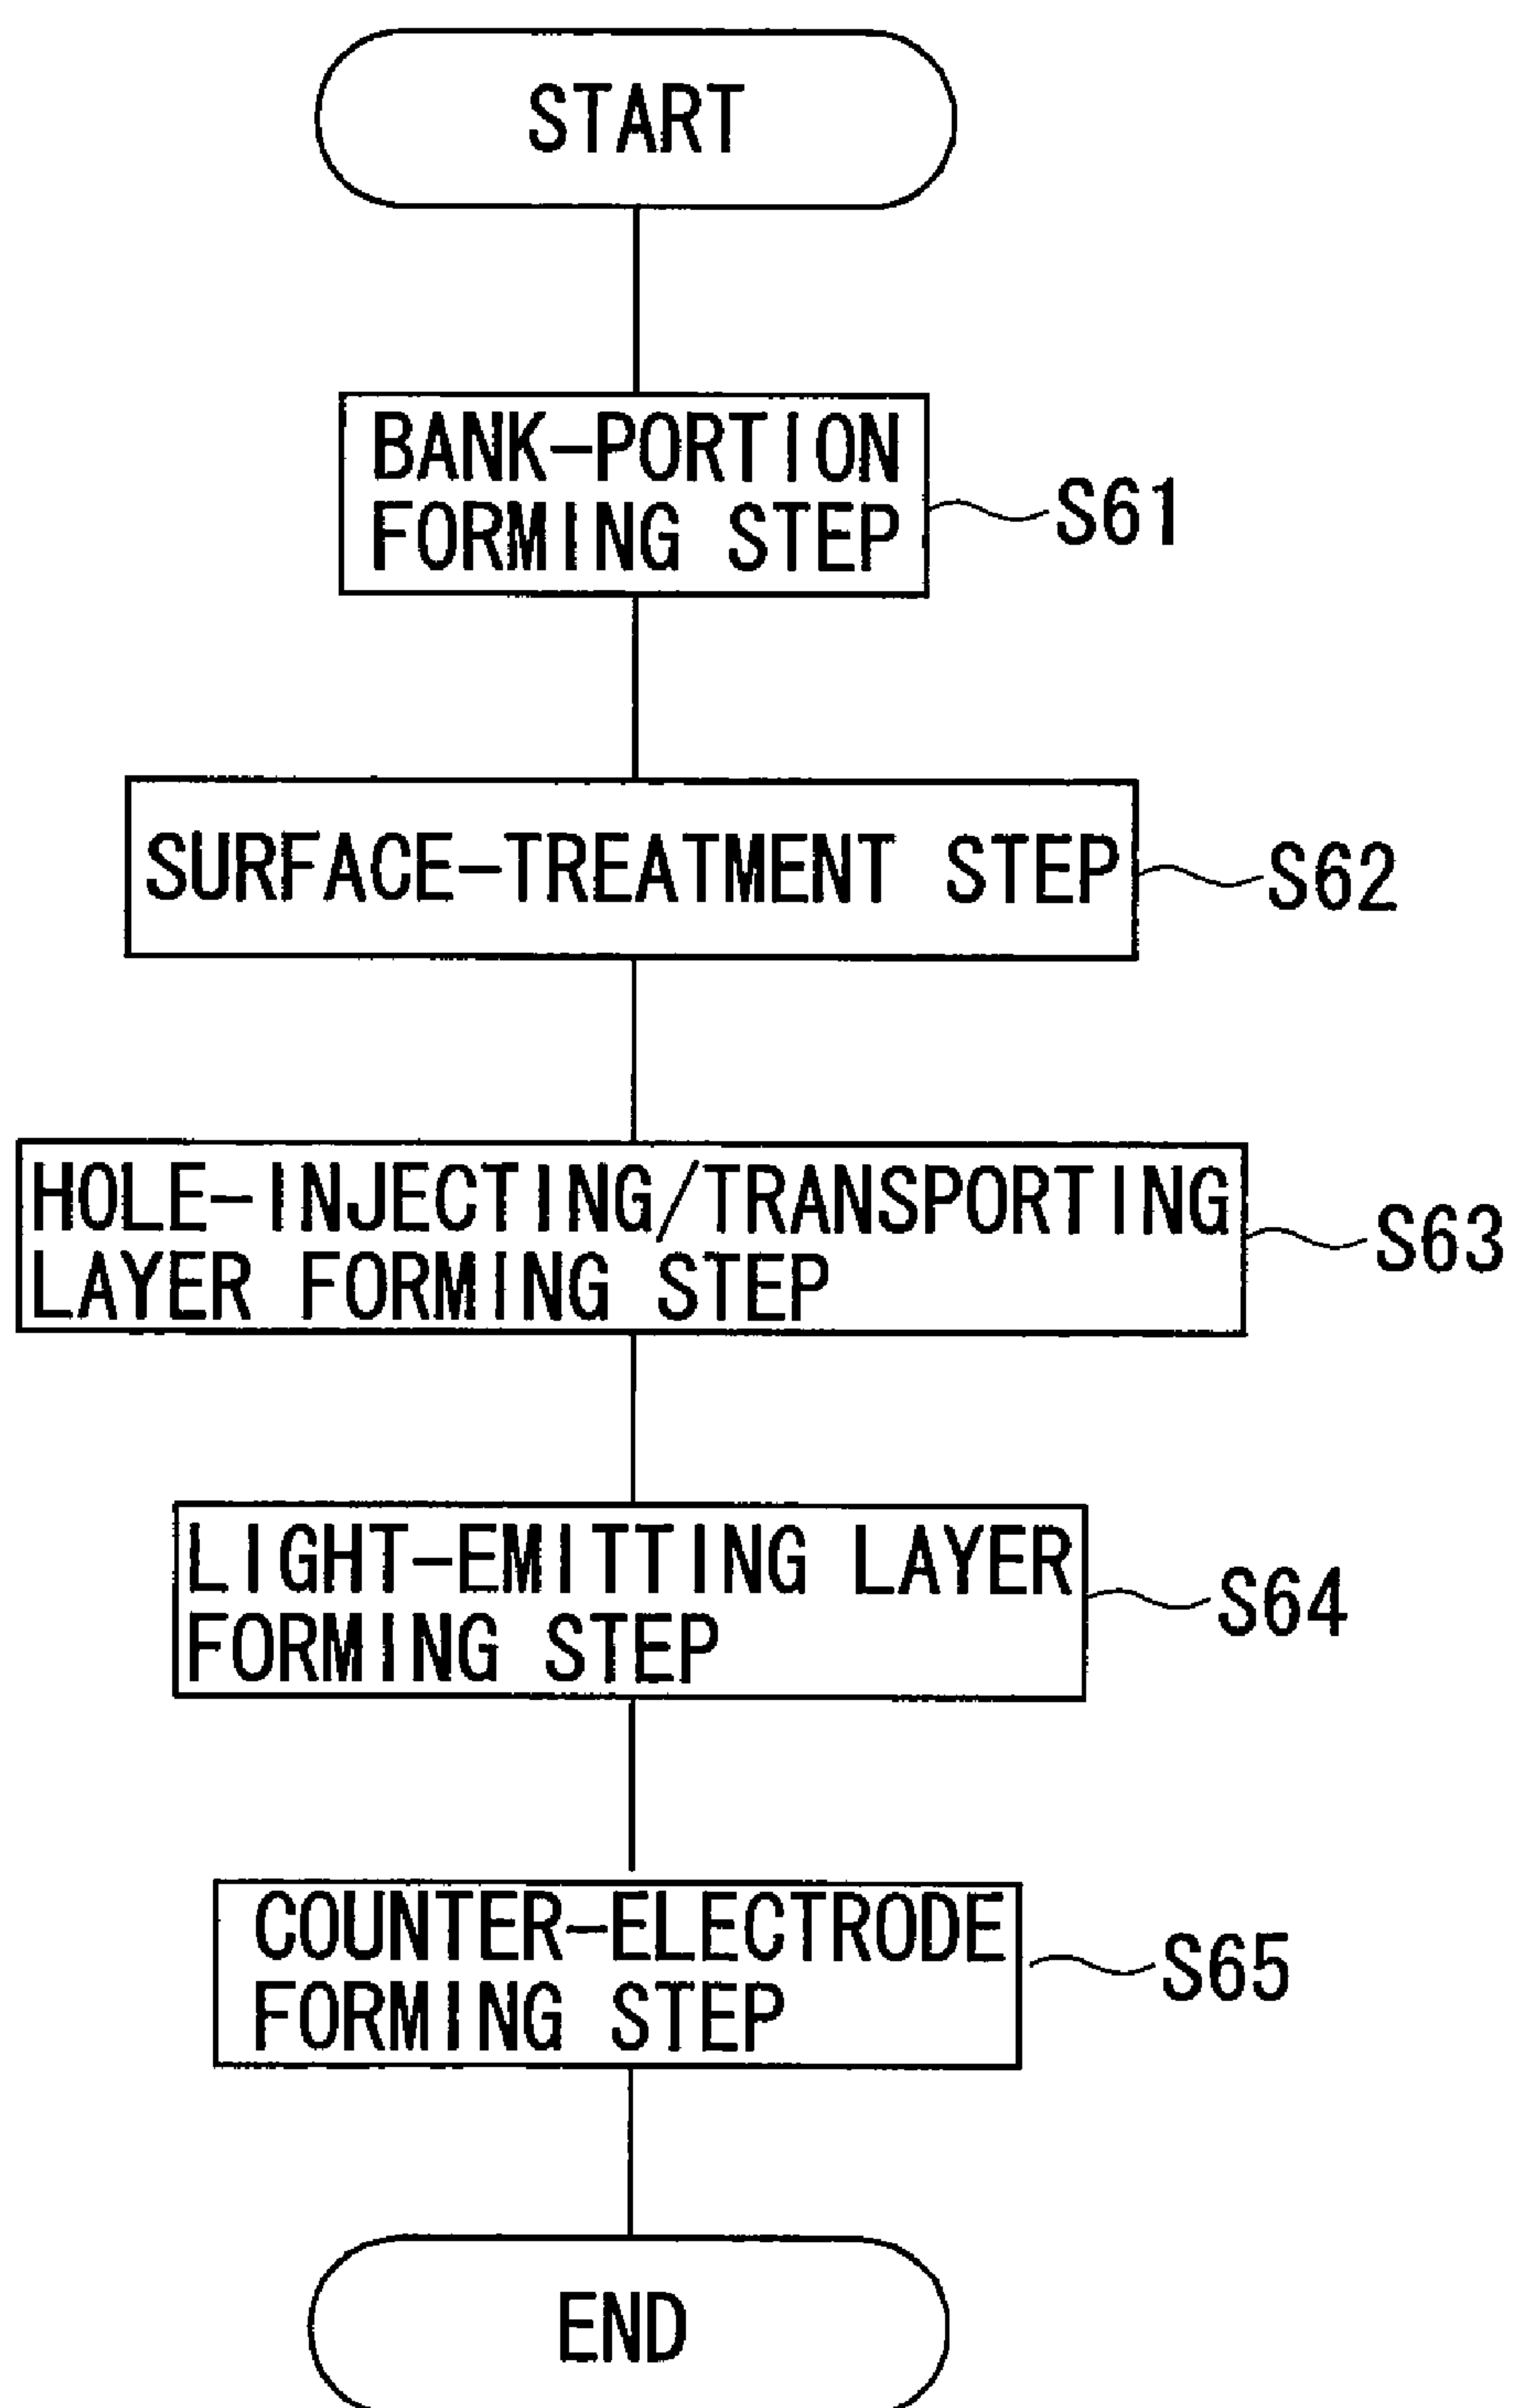 START
BANK-PORTION
FORMING STEP
S61
SURFACE-TREATMENT STEP
S62
HOLE-INJECTING/TRANSPORTING
LAYER FORMING STEP
S63
LIGHT-EMITTING LAYER
FORMING STEP
S64
COUNTER-ELECTRODE
FORMING STEP
S65
END